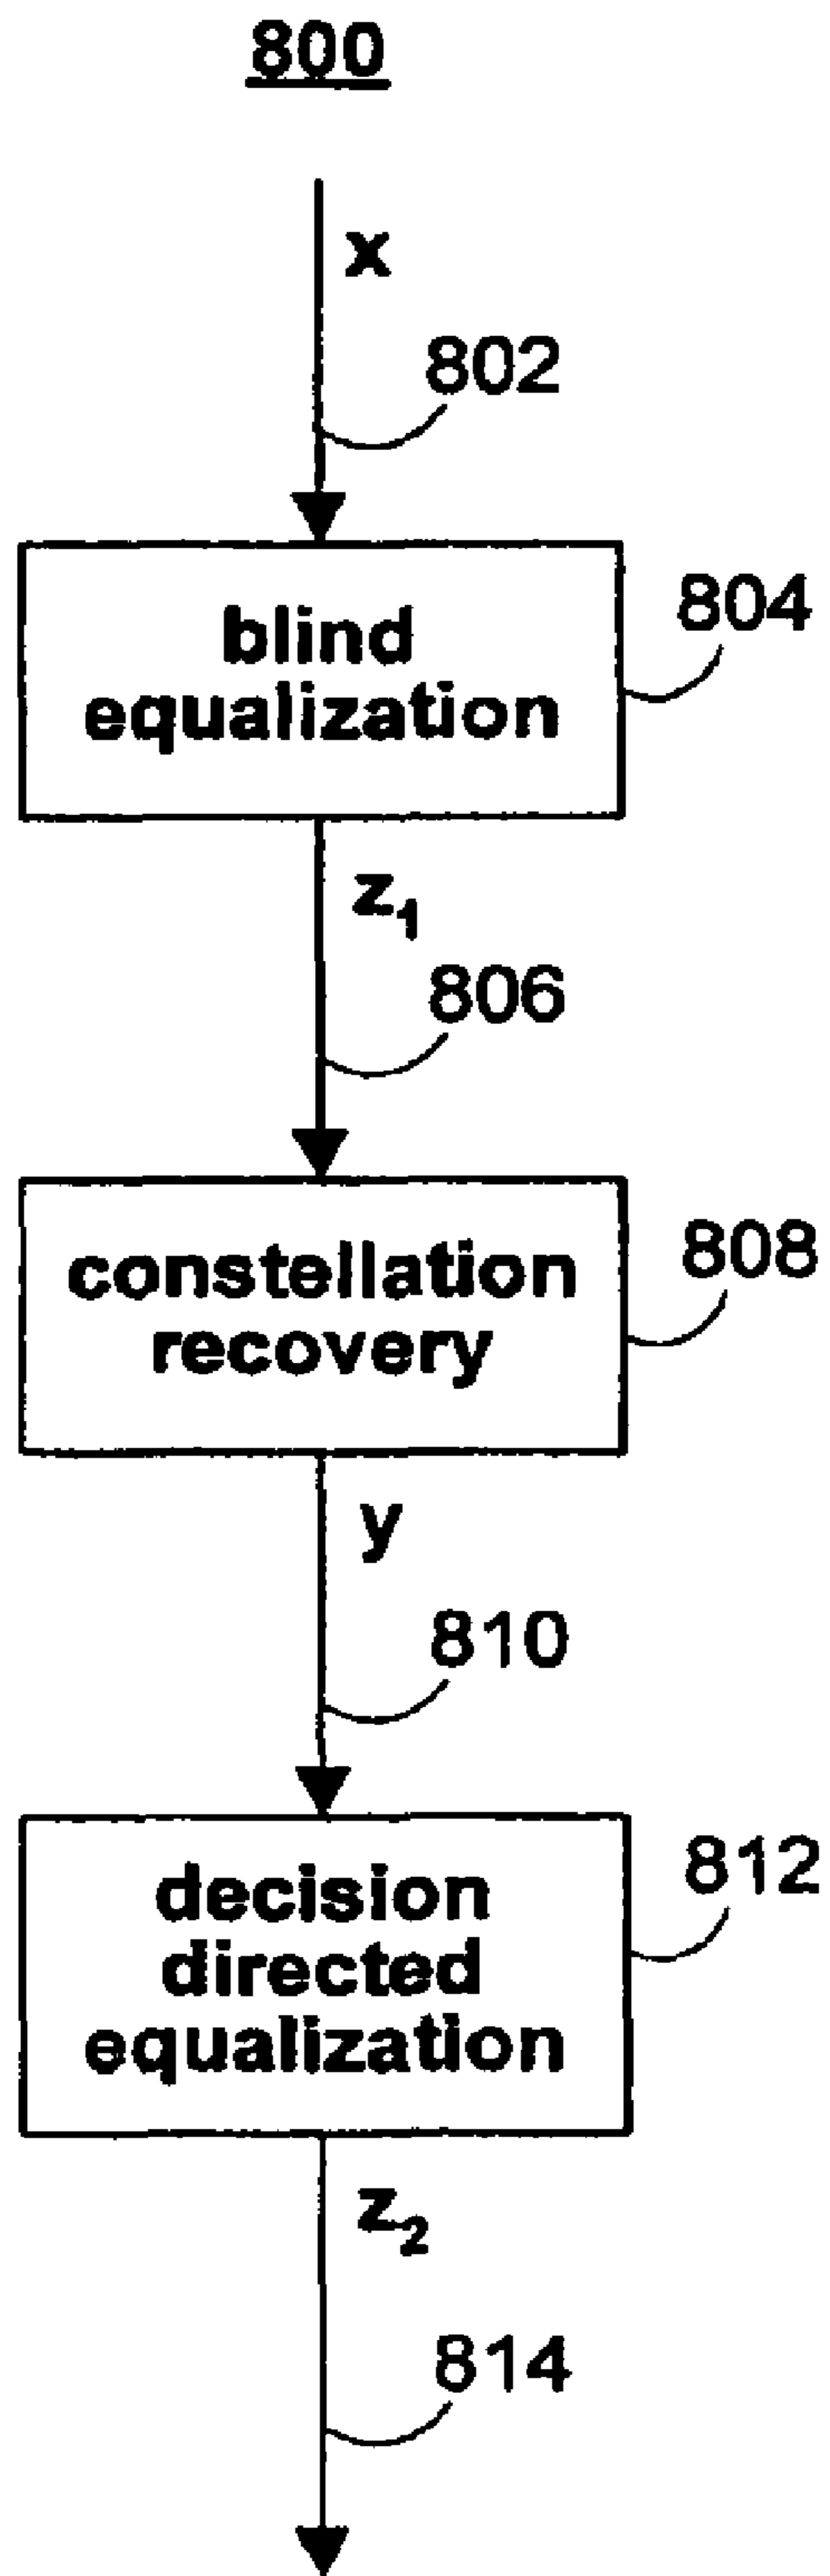 800
x
802
blind
equalization
804
z₁
806
constellation
recovery
808
y
810
decision
directed
equalization
812
z₂
814